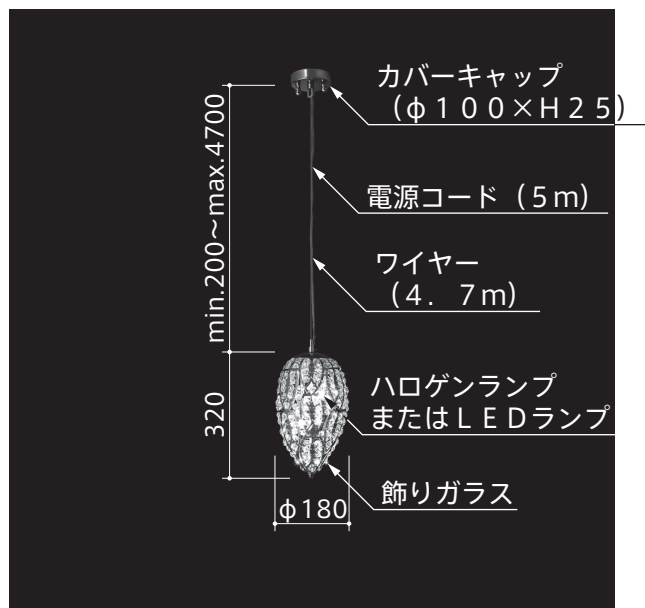 カバーキャップ
（φ１００×Ｈ２５）
電源コード（５ｍ）
ワイヤー
（４．７ｍ）
ハロゲンランプ
またはＬＥＤランプ
飾りガラス
min.200～max.4700
320
φ180